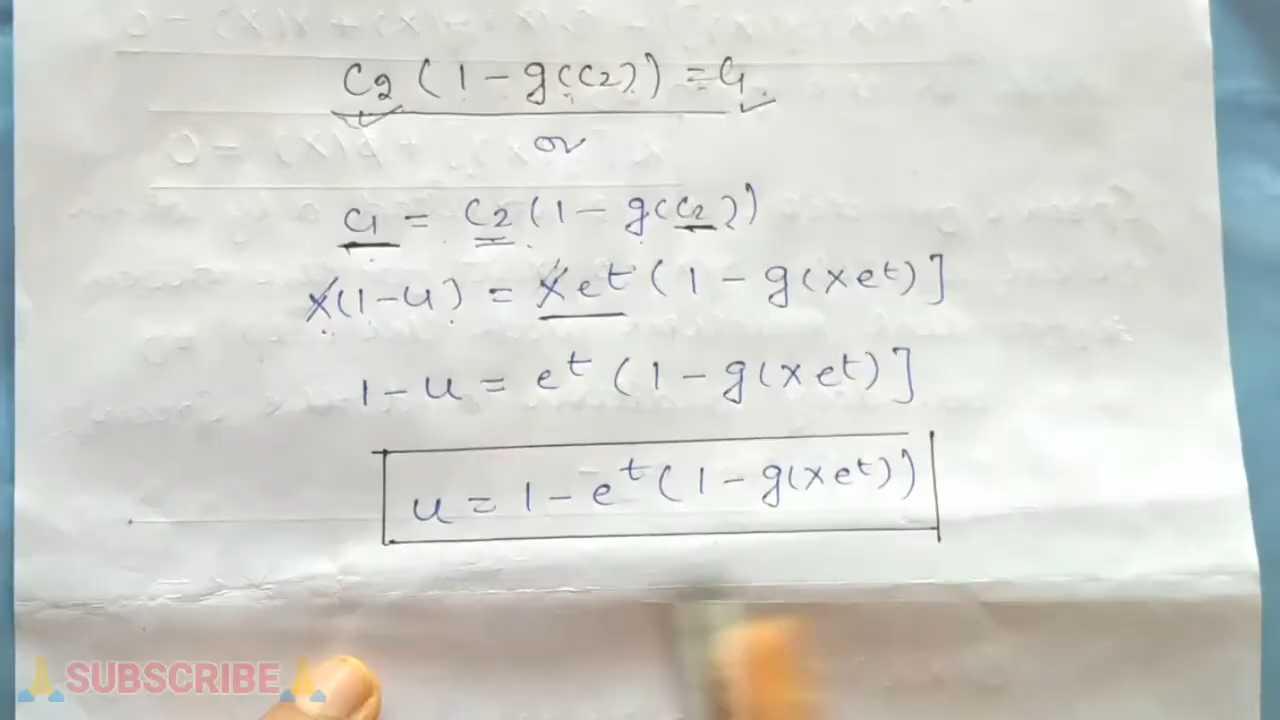 C2 (1 - g(C2)) = C1.
or
C1 = C2 (1 - g(C2))
x(1-u) = xe^t (1 - g(xe^t)]
1-u = e^t (1 - g(xe^t)]
u = 1 - e^t (1 - g(xe^t))
🙏SUBSCRIBE🙏